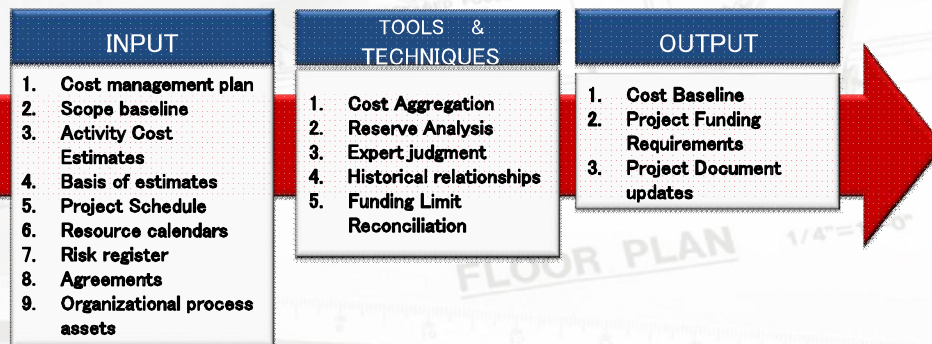 INPUT
1. Cost management plan
2. Scope baseline
3. Activity Cost
Estimates
4. Basis of estimates
5. Project Schedule
6. Resource calendars
7. Risk register
8. Agreements
9. Organizational process
assets
TOOLS &
TECHNIQUES
1. Cost Aggregation
2. Reserve Analysis
3. Expert judgment
4. Historical relationships
5. Funding Limit
Reconciliation
OUTPUT
1. Cost Baseline
2. Project Funding
Requirements
3. Project Document
updates
FLOOR PLAN